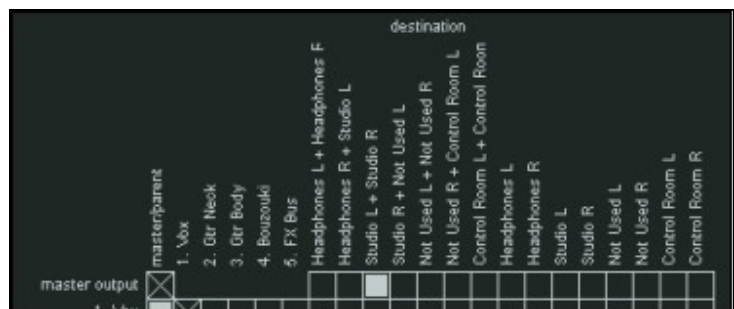 destination
master/parent
1. Vox
2. Gtr Neck
3. Gtr Body
4. Bouzouki
5. FX Bus
Headphones L + Headphones F
Headphones R + Studio L
Studio L + Studio R
Studio R + Not Used L
Not Used L + Not Used R
Not Used R + Control Room L
Control Room L + Control Roon
Headphones L
Headphones R
Studio L
Studio R
Not Used L
Not Used R
Control Room L
Control Room R
master output